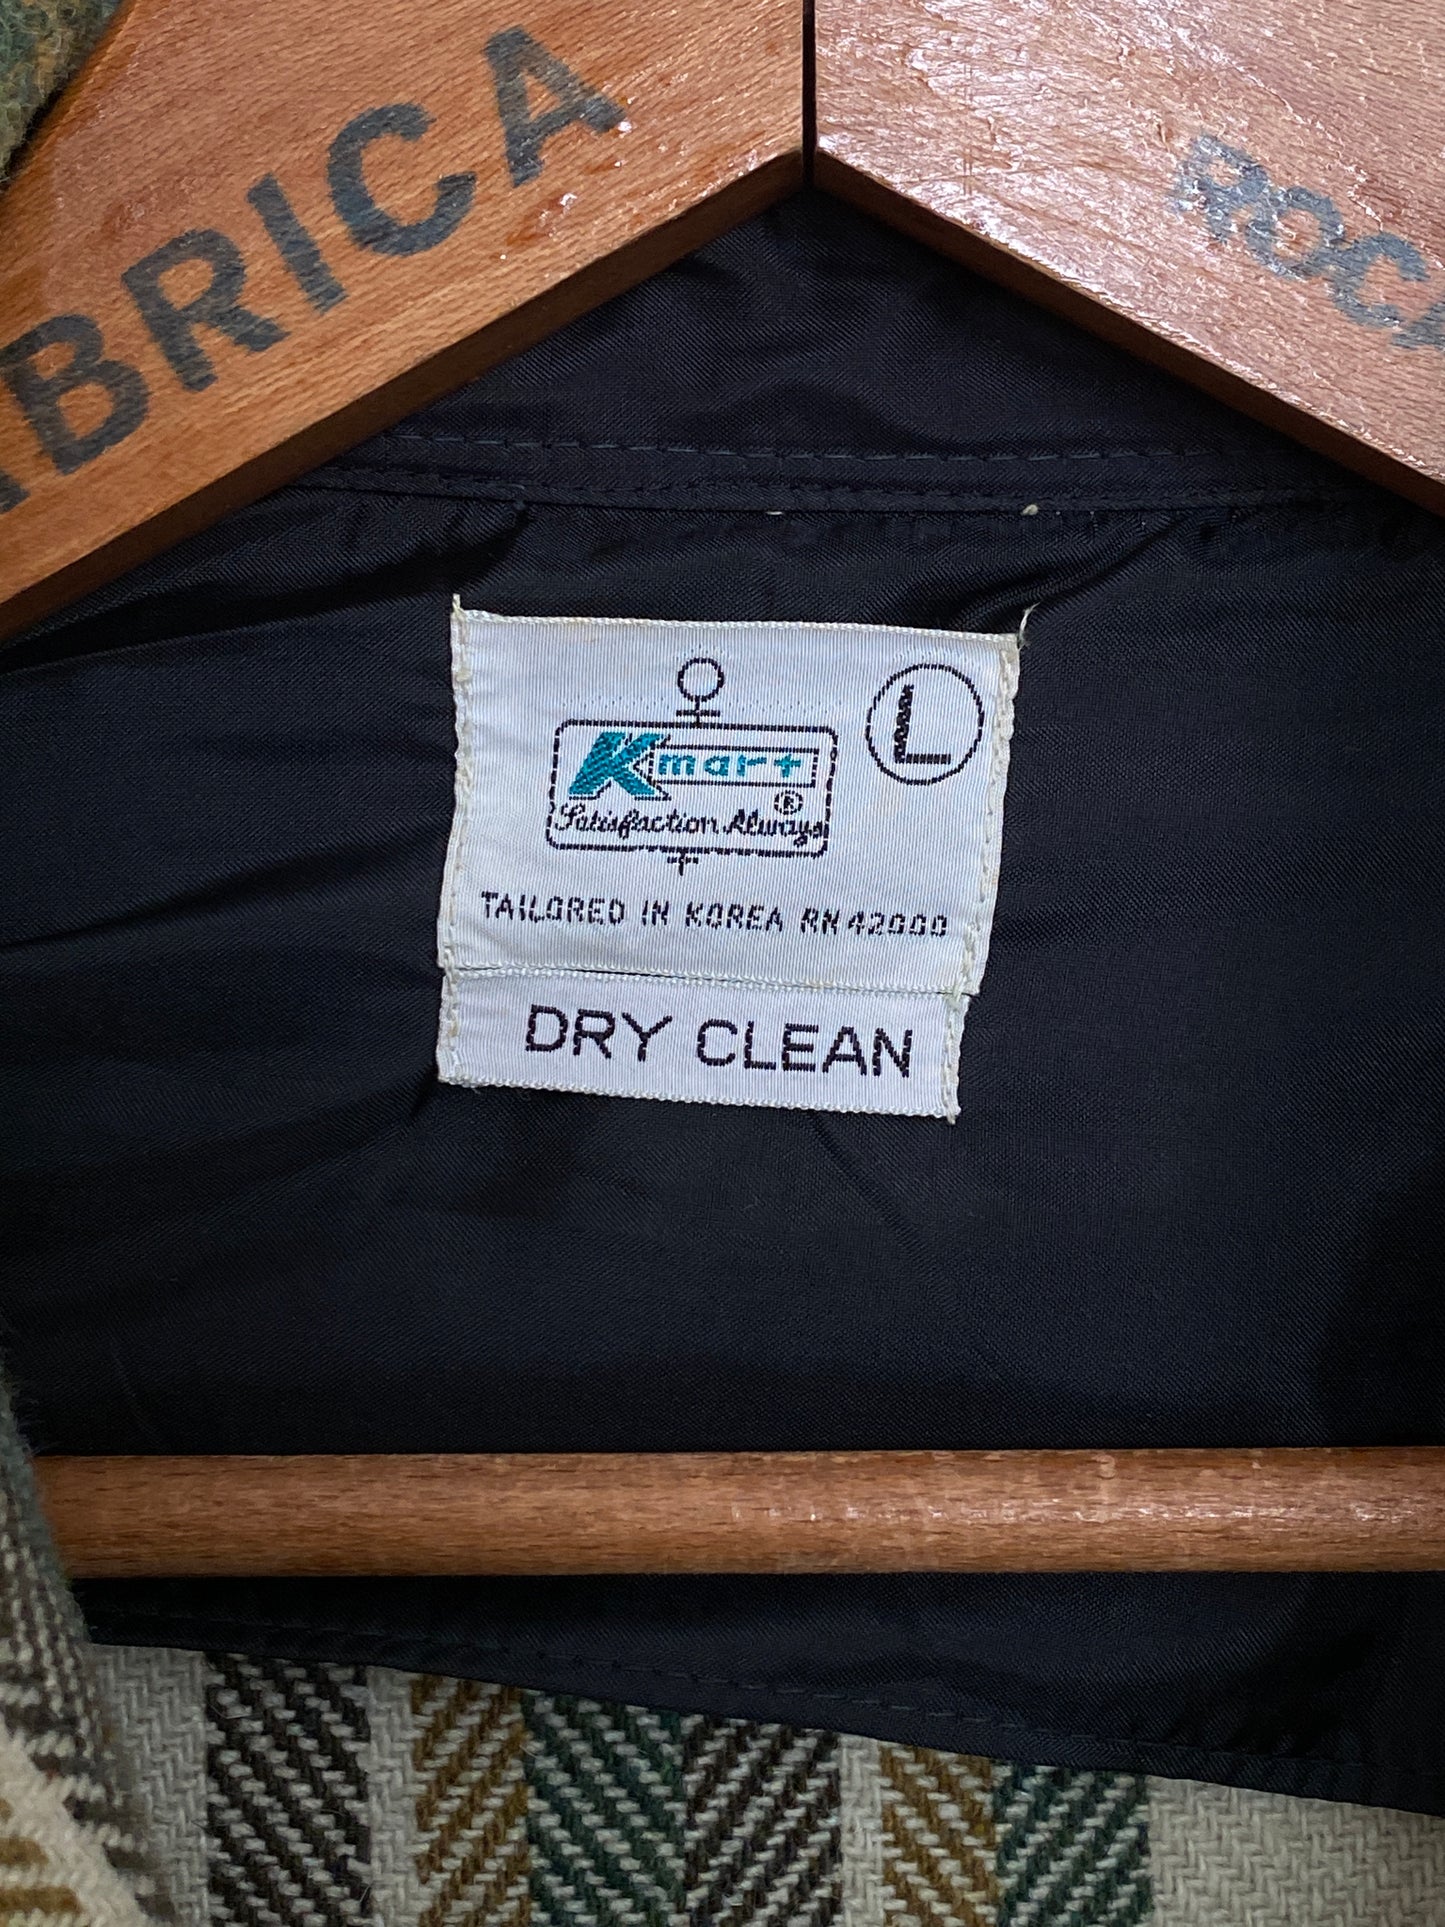 BRICA
ROCA
L
Kmart
®
Satisfaction Always
TAILORED IN KOREA RN 42000
DRY CLEAN